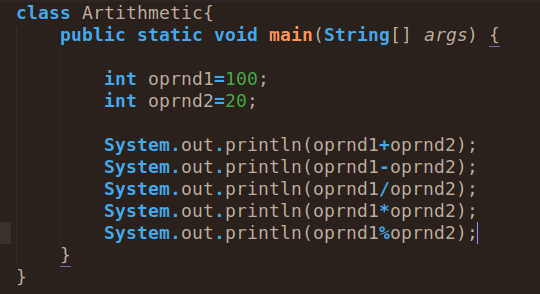 class Artithmetic{
    public static void main(String[] args) {

        int oprnd1=100;
        int oprnd2=20;

        System.out.println(oprnd1+oprnd2);
        System.out.println(oprnd1-oprnd2);
        System.out.println(oprnd1/oprnd2);
        System.out.println(oprnd1*oprnd2);
        System.out.println(oprnd1%oprnd2);
    }
}